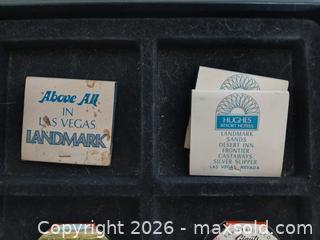 Above All
IN
LAS VEGAS
LANDMARK
HUGHES
RESORT HOTELS
LANDMARK
SANDS
DESERT INN
FRONTIER
CASTAWAYS
SILVER SLIPPER
LAS VEGAS, NEVADA
Copyright 2026 - maxsold.com